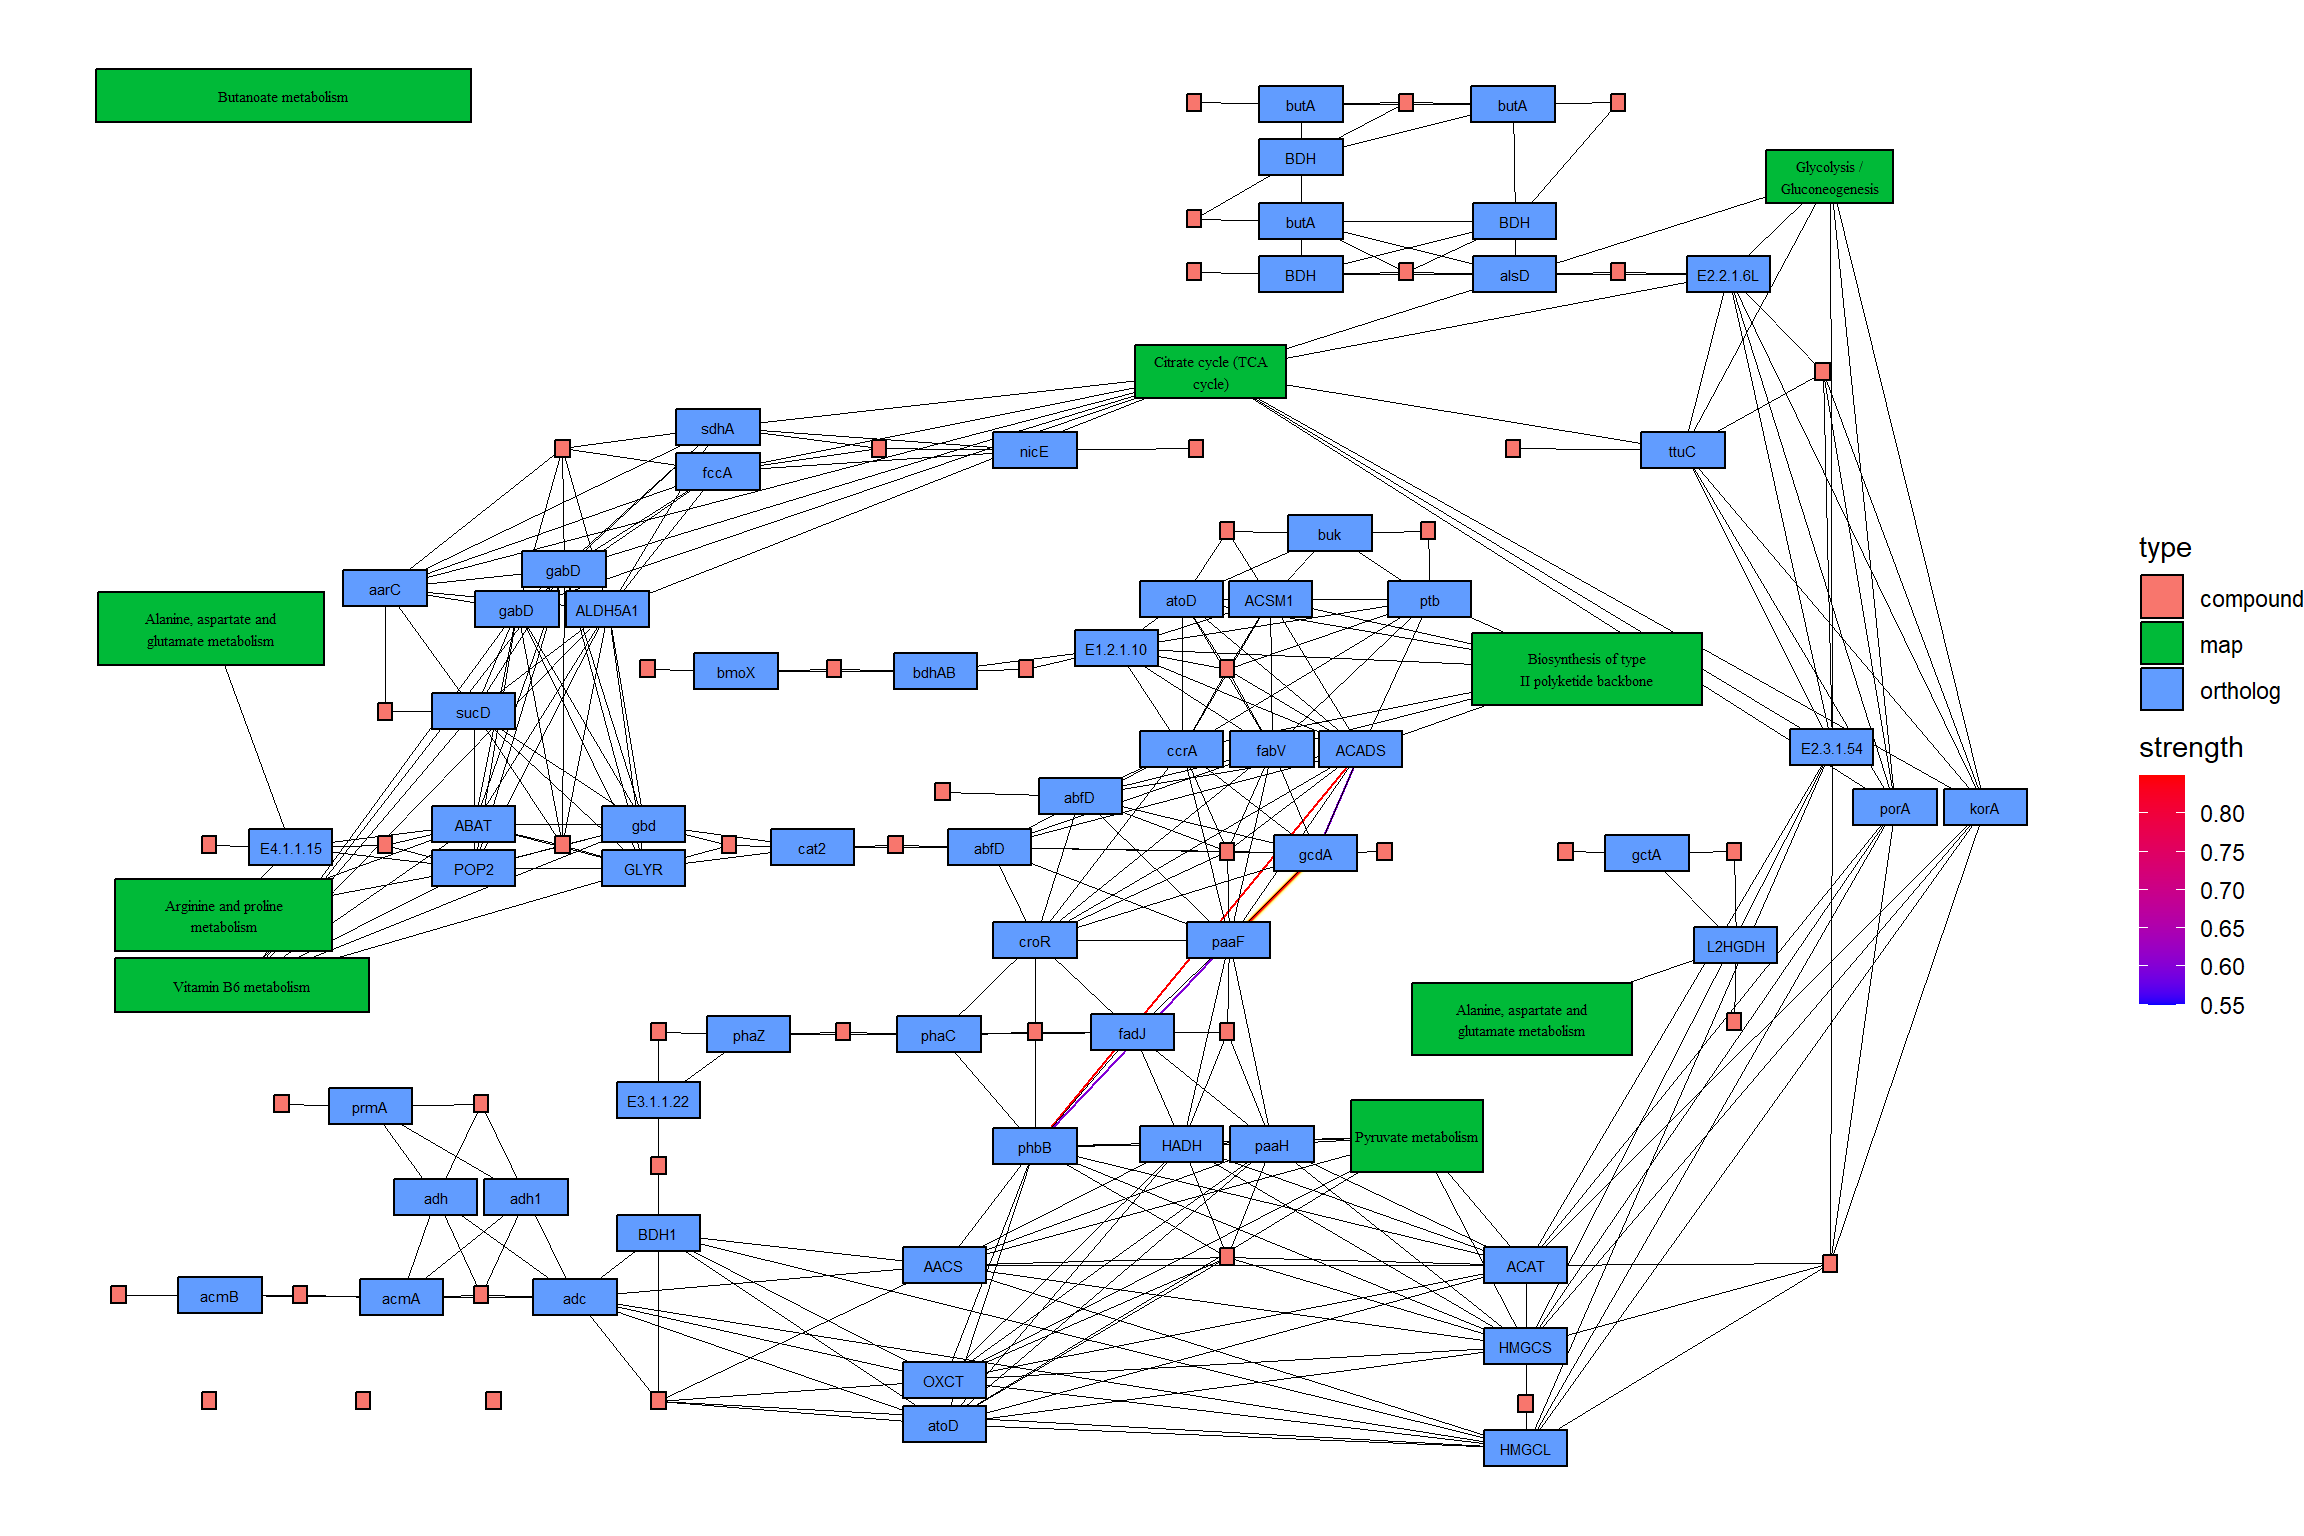 Butanoate metabolism
butA
butA
BDH
Glycolysis /
Gluconeogenesis
butA
BDH
BDH
alsD
E2.2.1.6L
Citrate cycle (TCA
cycle)
sdhA
nicE
ttuC
fccA
buk
gabD
aarC
gabD
ALDH5A1
atoD
ACSM1
ptb
Alanine, aspartate and
glutamate metabolism
E1.2.1.10
bmoX
bdhAB
Biosynthesis of type
II polyketide backbone
sucD
ccrA
fabV
ACADS
E2.3.1.54
abfD
porA
korA
ABAT
gbd
E4.1.1.15
cat2
abfD
gcdA
gctA
POP2
GLYR
Arginine and proline
metabolism
croR
paaF
L2HGDH
Vitamin B6 metabolism
Alanine, aspartate and
glutamate metabolism
phaZ
phaC
fadJ
E3.1.1.22
prmA
phbB
HADH
paaH
Pyruvate metabolism
adh
adh1
BDH1
AACS
ACAT
acmB
acmA
adc
HMGCS
OXCT
atoD
HMGCL
type
compound
map
ortholog
strength
0.80
0.75
0.70
0.65
0.60
0.55